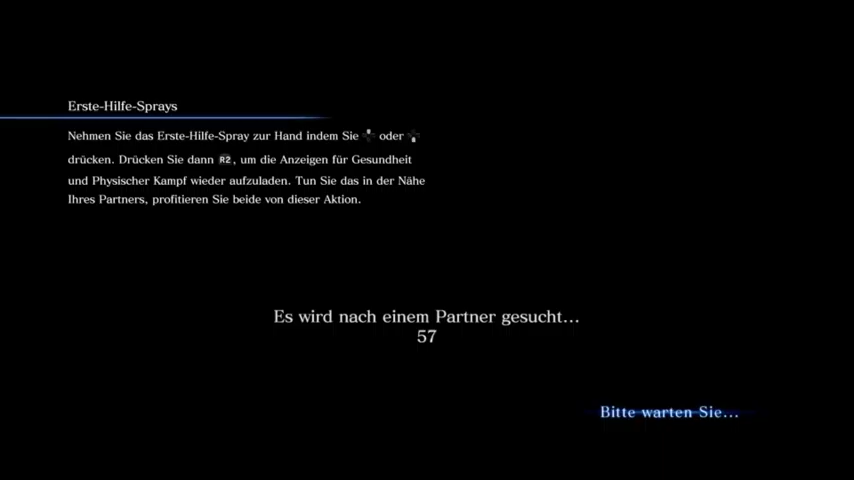 Erste-Hilfe-Sprays
Nehmen Sie das Erste-Hilfe-Spray zur Hand indem Sie oder
drücken. Drücken Sie dann R2, um die Anzeigen für Gesundheit
und Physischer Kampf wieder aufzuladen. Tun Sie das in der Nähe
Ihres Partners, profitieren Sie beide von dieser Aktion.
Es wird nach einem Partner gesucht...
57
Bitte warten Sie...